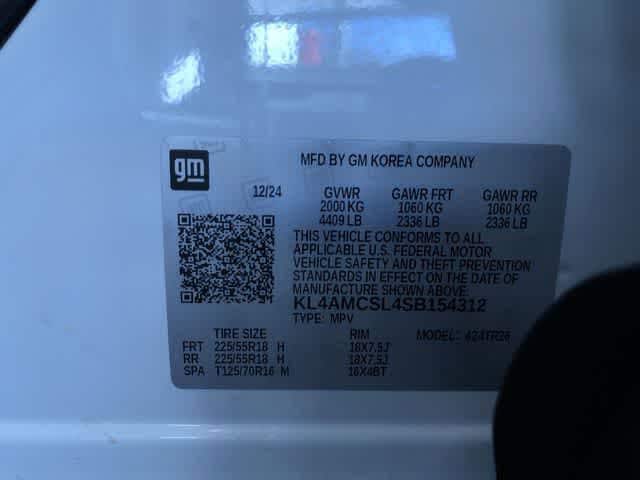 gm
MFD BY GM KOREA COMPANY
12/24 GVWR GAWR FRT GAWR RR
2000 KG 1060 KG 1060 KG
4409 LB 2336 LB 2336 LB
THIS VEHICLE CONFORMS TO ALL
APPLICABLE U.S. FEDERAL MOTOR
VEHICLE SAFETY AND THEFT PREVENTION
STANDARDS IN EFFECT ON THE DATE OF
MANUFACTURE SHOWN ABOVE.
KL4AMCSL4SB154312
TYPE: MPV
TIRE SIZE RIM MODEL: 424TR26
FRT 225/55R18 H 18X7.5J
RR 225/55R18 H 18X7.5J
SPA T125/70R16 M 16X4BT